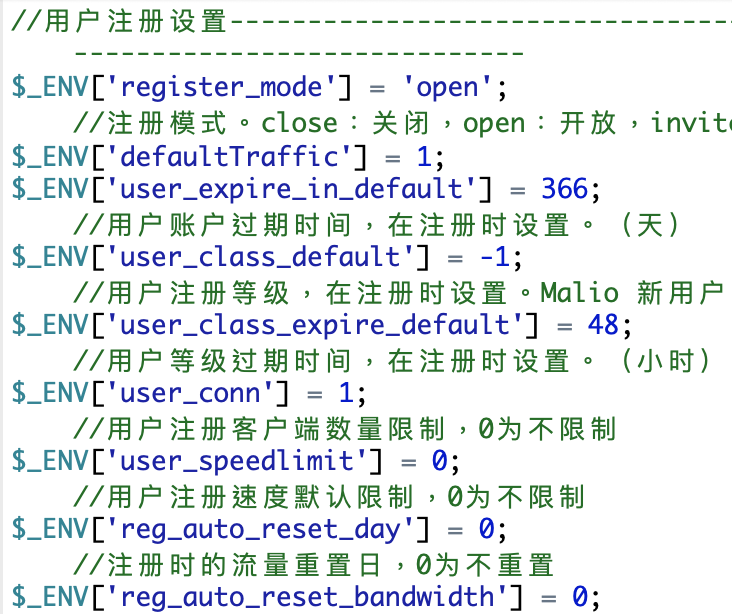 //用户注册设置--------------------------------
------------------------------
$_ENV['register_mode'] = 'open';
//注册模式。close：关闭，open：开放，invite
$_ENV['defaultTraffic'] = 1;
$_ENV['user_expire_in_default'] = 366;
//用户账户过期时间，在注册时设置。（天）
$_ENV['user_class_default'] = -1;
//用户注册等级，在注册时设置。Malio 新用户
$_ENV['user_class_expire_default'] = 48;
//用户等级过期时间，在注册时设置。（小时）
$_ENV['user_conn'] = 1;
//用户注册客户端数量限制，0为不限制
$_ENV['user_speedlimit'] = 0;
//用户注册速度默认限制，0为不限制
$_ENV['reg_auto_reset_day'] = 0;
//注册时的流量重置日，0为不重置
$_ENV['reg_auto_reset_bandwidth'] = 0;